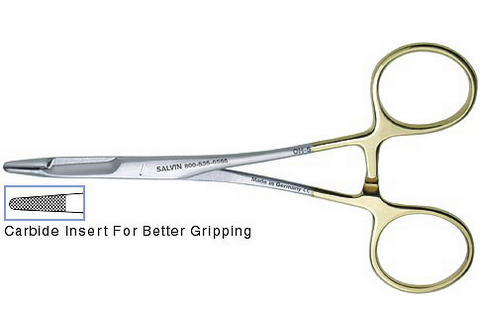 SALVIN 800-535-6566
OH-5
Made in Germany CE
Carbide Insert For Better Gripping